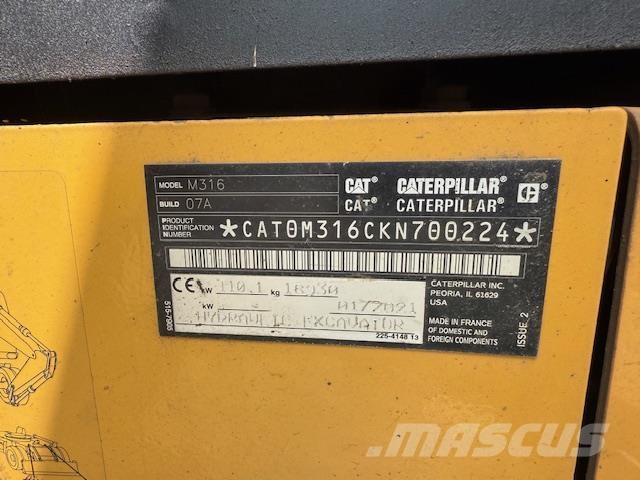 MODEL M316 CAT CATERPILLAR
BUILD 07A CAT CATERPILLAR
PRODUCT IDENTIFICATION NUMBER *CAT0M316CKN700224*
CE kW 110.1 kg 18930
kW -
HYDRAULIC EXCAVATOR
515-7905
225-4148 13
CATERPILLAR INC.
PEORIA, IL 61629
USA
MADE IN FRANCE
OF DOMESTIC AND
FOREIGN COMPONENTS
ISSUE 2
MASCUS